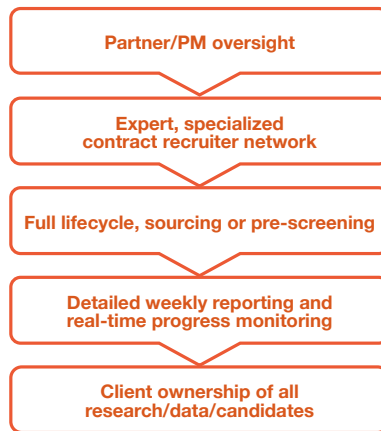 Partner/PM oversight
Expert, specialized
contract recruiter network
Full lifecycle, sourcing or pre-screening
Detailed weekly reporting and
real-time progress monitoring
Client ownership of all
research/data/candidates